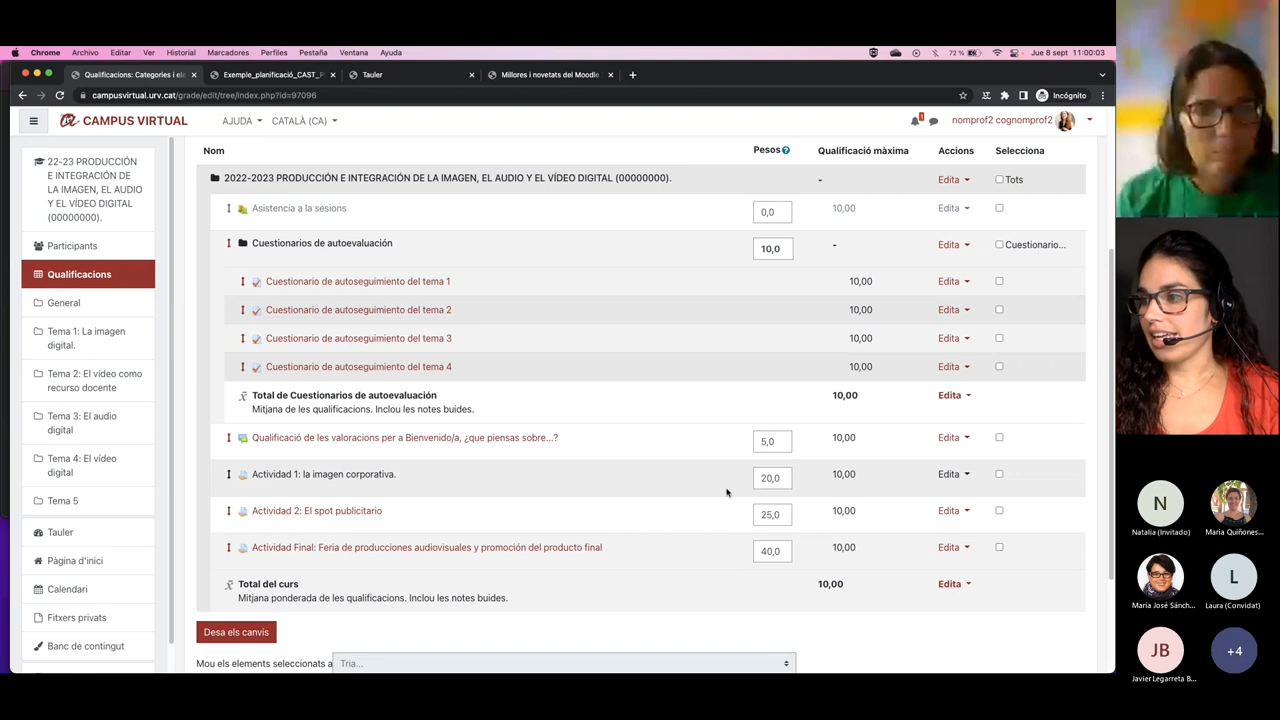 Chrome Archivo Editar Ver Historial Marcadores Perfiles Pestaña Ventana Ayuda 72 % Jue 8 sept 11:00:03
Qualificacions: Categories i ele Exemple_planificació_CAST_P Tauler Millores i novetats del Moodle
campusvirtual.urv.cat/grade/edit/tree/index.php?id=97096 Incógnito
CAMPUS VIRTUAL AJUDA CATALÀ (CA) 1 nomprof2 cognomprof2
22-23 PRODUCCIÓN
E INTEGRACIÓN
DE LA IMAGEN,
EL AUDIO
Y EL VÍDEO DIGITAL
(00000000).
Participants
Qualificacions
General
Tema 1: La imagen
digital.
Tema 2: El vídeo como
recurso docente
Tema 3: El audio
digital
Tema 4: El vídeo
digital
Tema 5
Tauler
Pàgina d'inici
Calendari
Fitxers privats
Banc de contingut
Nom Pesos Qualificació màxima Accions Selecciona
2022-2023 PRODUCCIÓN E INTEGRACIÓN DE LA IMAGEN, EL AUDIO Y EL VÍDEO DIGITAL (00000000). - Edita Tots
Asistencia a la sesions 0,0 10,00 Edita
Cuestionarios de autoevaluación 10,0 - Edita Cuestionario...
Cuestionario de autoseguimiento del tema 1 10,00 Edita
Cuestionario de autoseguimiento del tema 2 10,00 Edita
Cuestionario de autoseguimiento del tema 3 10,00 Edita
Cuestionario de autoseguimiento del tema 4 10,00 Edita
Total de Cuestionarios de autoevaluación 10,00 Edita
Mitjana de les qualificacions. Inclou les notes buides.
Qualificació de les valoracions per a Bienvenido/a, ¿que piensas sobre...? 5,0 10,00 Edita
Actividad 1: la imagen corporativa. 20,0 10,00 Edita
Actividad 2: El spot publicitario 25,0 10,00 Edita
Actividad Final: Feria de producciones audiovisuales y promoción del producto final 40,0 10,00 Edita
Total del curs 10,00 Edita
Mitjana ponderada de les qualificacions. Inclou les notes buides.
Desa els canvis
Mou els elements seleccionats a Tria...
N
Natalia (Invitado) Maria Quiñones...
L
María José Sánch... Laura (Convidat)
JB +4
Javier Legarreta B...